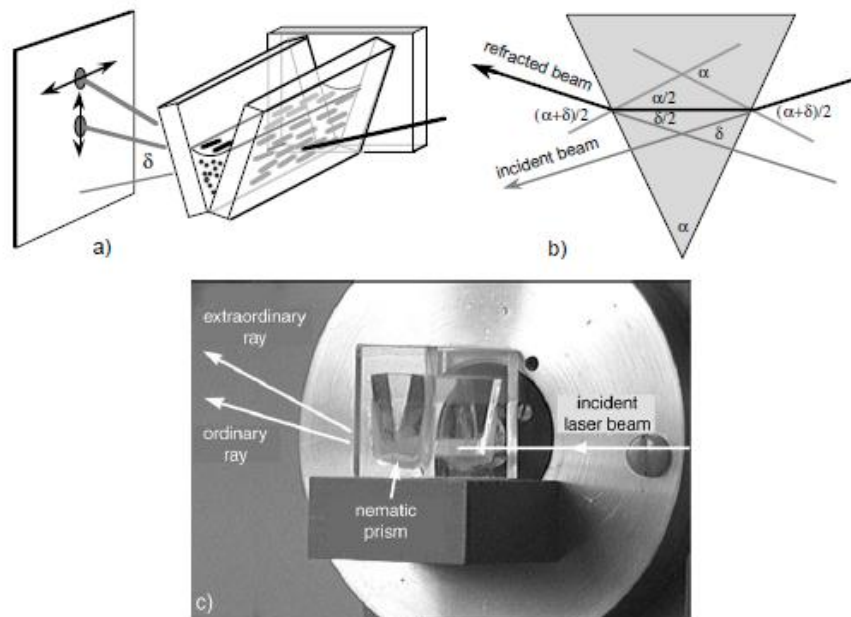 δ
a)
refracted beam
α
α/2
(α+δ)/2
δ/2
δ
(α+δ)/2
incident beam
α
b)
extraordinary
ray
ordinary
ray
incident
laser beam
nematic
prism
c)